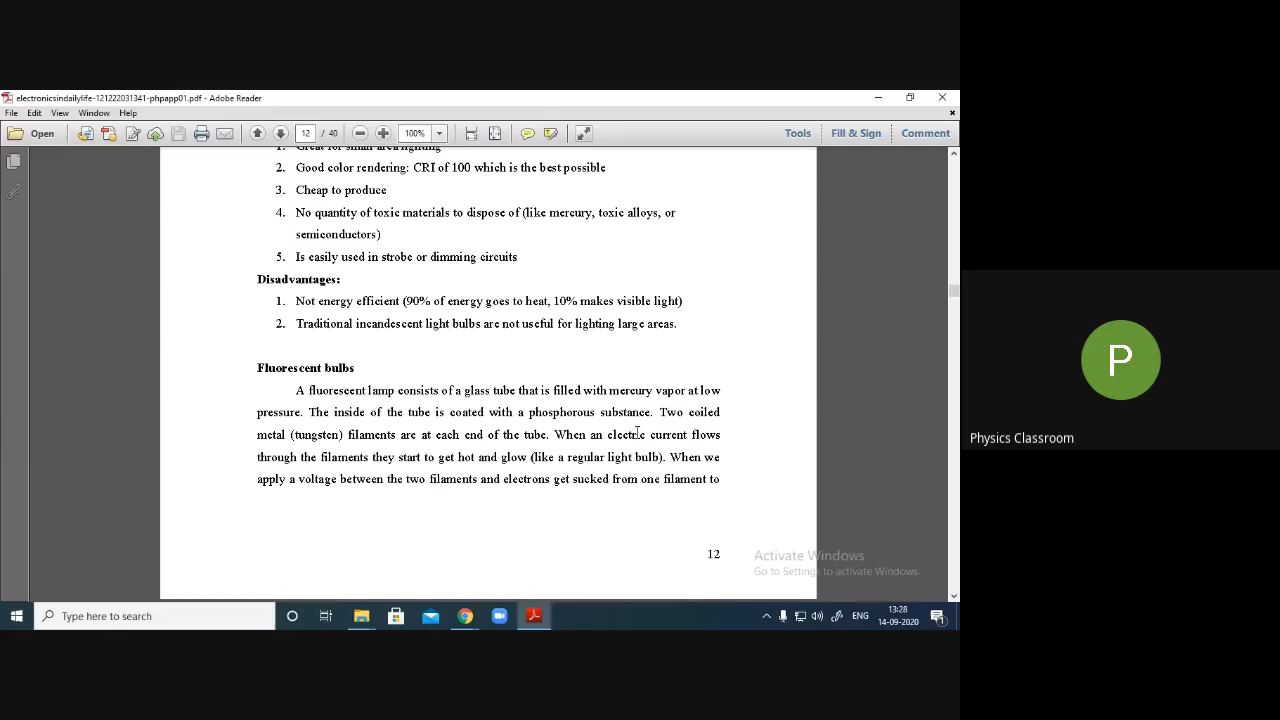 electronicsindailylife-121222031341-phpapp01.pdf - Adobe Reader
File Edit View Window Help
Open 12 / 40 100% Tools Fill & Sign Comment
1. Great for small area lighting
2. Good color rendering: CRI of 100 which is the best possible
3. Cheap to produce
4. No quantity of toxic materials to dispose of (like mercury, toxic alloys, or
semiconductors)
5. Is easily used in strobe or dimming circuits
Disadvantages:
1. Not energy efficient (90% of energy goes to heat, 10% makes visible light)
2. Traditional incandescent light bulbs are not useful for lighting large areas.
Fluorescent bulbs
A fluorescent lamp consists of a glass tube that is filled with mercury vapor at low
pressure. The inside of the tube is coated with a phosphorous substance. Two coiled
metal (tungsten) filaments are at each end of the tube. When an electric current flows
through the filaments they start to get hot and glow (like a regular light bulb). When we
apply a voltage between the two filaments and electrons get sucked from one filament to
12
Activate Windows
Go to Settings to activate Windows.
P
Physics Classroom
Type here to search
ENG
13:28
14-09-2020
1